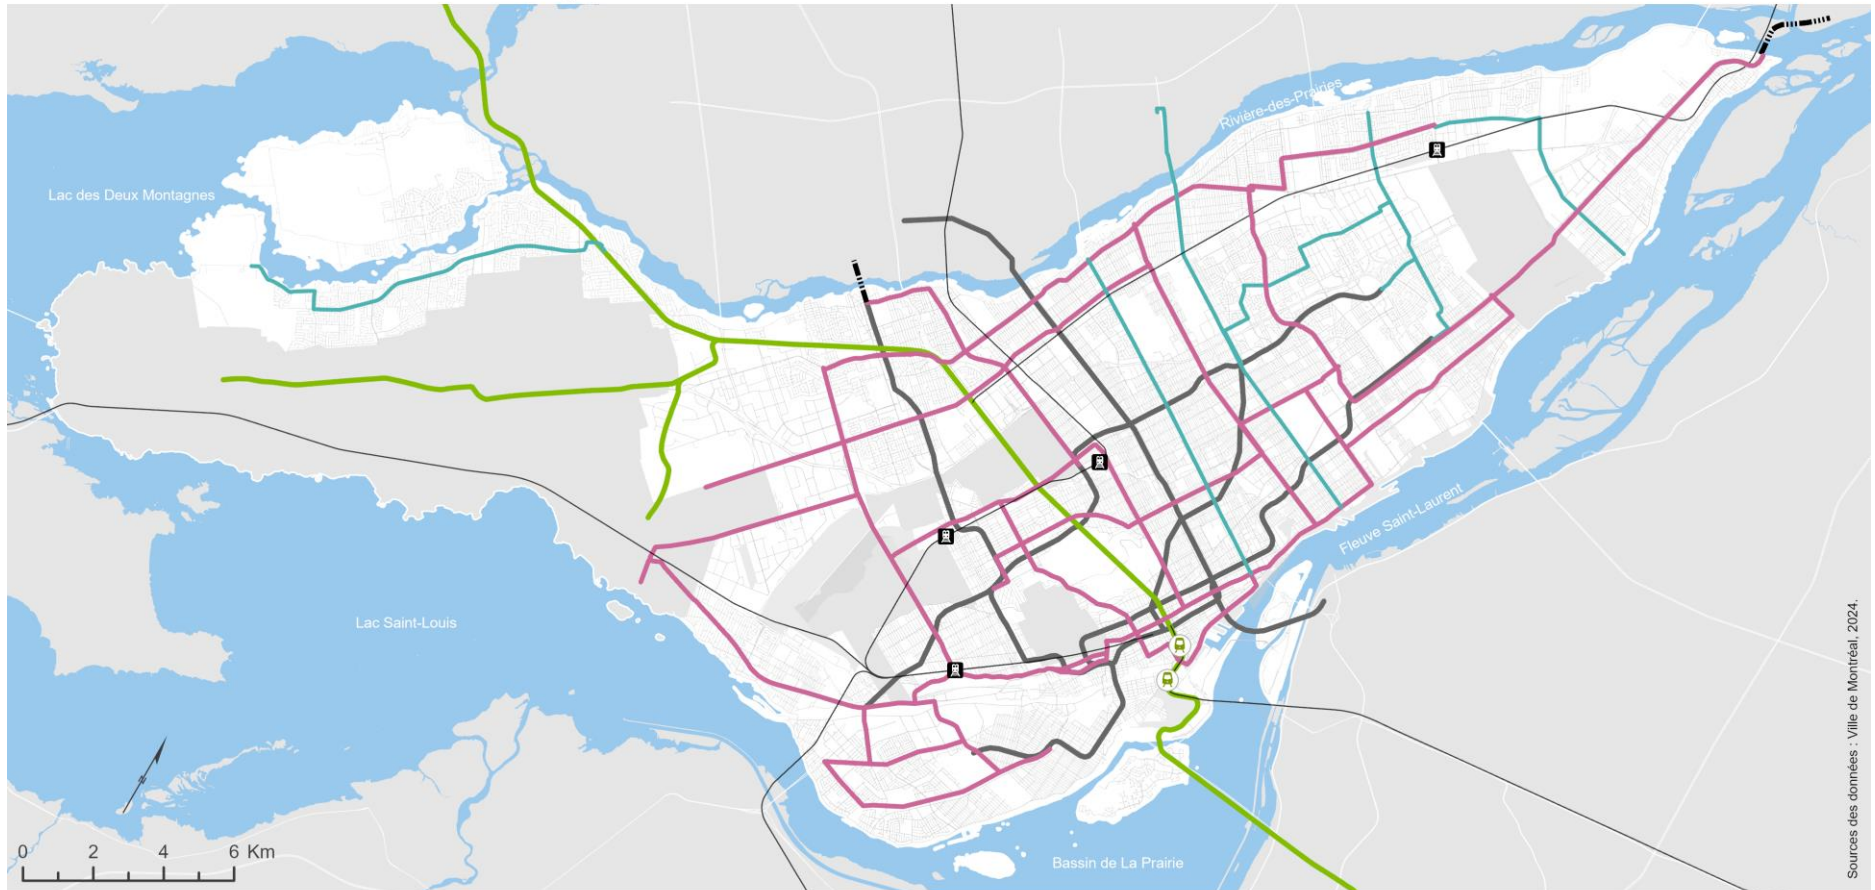 Rivière-des-Prairies
Lac des Deux Montagnes
Fleuve Saint-Laurent
Lac Saint-Louis
Bassin de La Prairie
0 2 4 6 Km
N
Sources des données : Ville de Montréal, 2024.